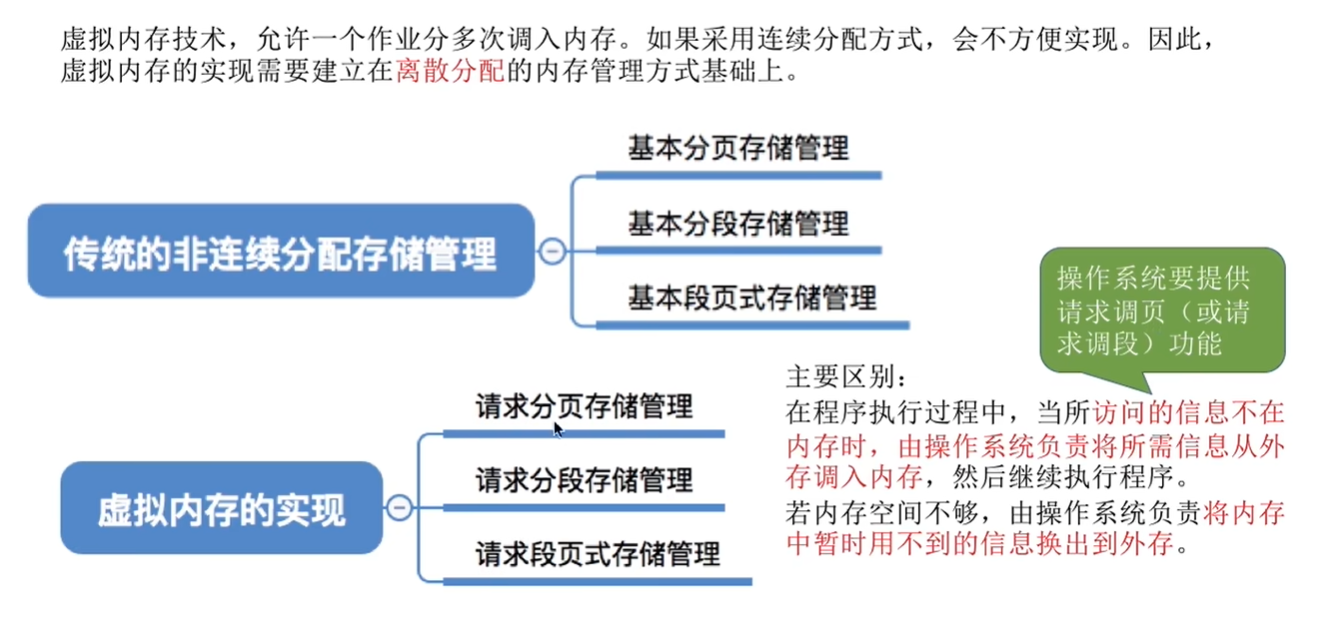 虚拟内存技术，允许一个作业分多次调入内存。如果采用连续分配方式，会不方便实现。因此，
虚拟内存的实现需要建立在离散分配的内存管理方式基础上。
传统的非连续分配存储管理
基本分页存储管理
基本分段存储管理
基本段页式存储管理
操作系统要提供
请求调页（或请
求调段）功能
虚拟内存的实现
请求分页存储管理
请求分段存储管理
请求段页式存储管理
主要区别：
在程序执行过程中，当所访问的信息不在
内存时，由操作系统负责将所需信息从外
存调入内存，然后继续执行程序。
若内存空间不够，由操作系统负责将内存
中暂时用不到的信息换出到外存。